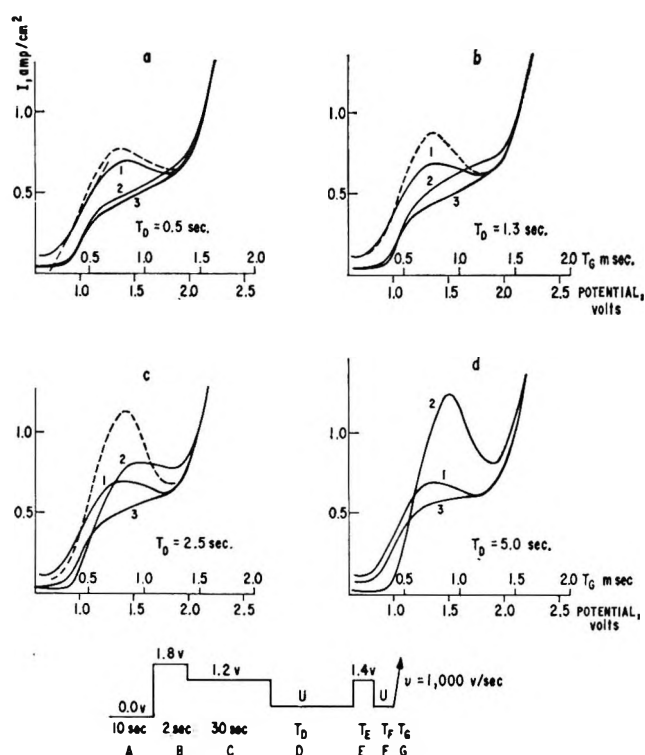 a
I, amp/cm²
1.0
0.5
1
2
3
T_D = 0.5 sec.
0.5 1.0 1.5 2.0
1.0 1.5 2.0 2.5
b
1.0
0.5
1
2
3
T_D = 1.3 sec.
0.5 1.0 1.5 2.0 T_G m sec.
1.0 1.5 2.0 2.5 POTENTIAL, volts
c
1.0
0.5
1
2
3
T_D = 2.5 sec.
0.5 1.0 1.5 2.0
1.0 1.5 2.0 2.5
d
1.0
0.5
2
1
3
T_D = 5.0 sec.
0.5 1.0 1.5 2.0 T_G m sec
1.0 1.5 2.0 2.5 POTENTIAL, volts
0.0 v 1.8 v 1.2 v U 1.4 v U ν = 1,000 v/sec
10 sec 2 sec 30 sec T_D T_E T_F T_G
A B C D E F G